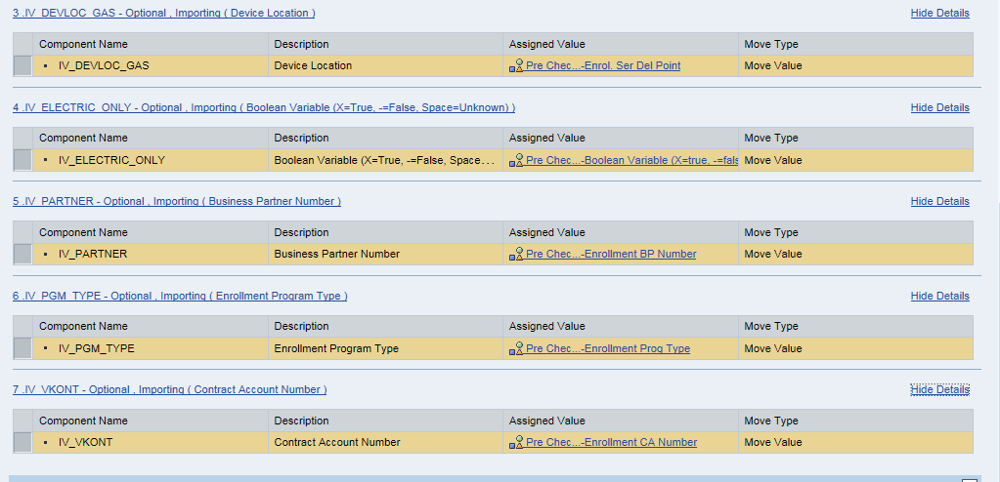 3 .IV_DEVLOC_GAS - Optional , Importing ( Device Location ) Hide Details
Component Name Description Assigned Value Move Type
IV_DEVLOC_GAS Device Location Pre Chec...-Enrol. Ser Del Point Move Value
4 .IV_ELECTRIC_ONLY - Optional , Importing ( Boolean Variable (X=True, -=False, Space=Unknown) ) Hide Details
Component Name Description Assigned Value Move Type
IV_ELECTRIC_ONLY Boolean Variable (X=True, -=False, Space... Pre Chec...-Boolean Variable (X=true, -=fals Move Value
5 .IV_PARTNER - Optional , Importing ( Business Partner Number ) Hide Details
Component Name Description Assigned Value Move Type
IV_PARTNER Business Partner Number Pre Chec...-Enrollment BP Number Move Value
6 .IV_PGM_TYPE - Optional , Importing ( Enrollment Program Type ) Hide Details
Component Name Description Assigned Value Move Type
IV_PGM_TYPE Enrollment Program Type Pre Chec...-Enrollment Prog Type Move Value
7 .IV_VKONT - Optional , Importing ( Contract Account Number ) Hide Details
Component Name Description Assigned Value Move Type
IV_VKONT Contract Account Number Pre Chec...-Enrollment CA Number Move Value